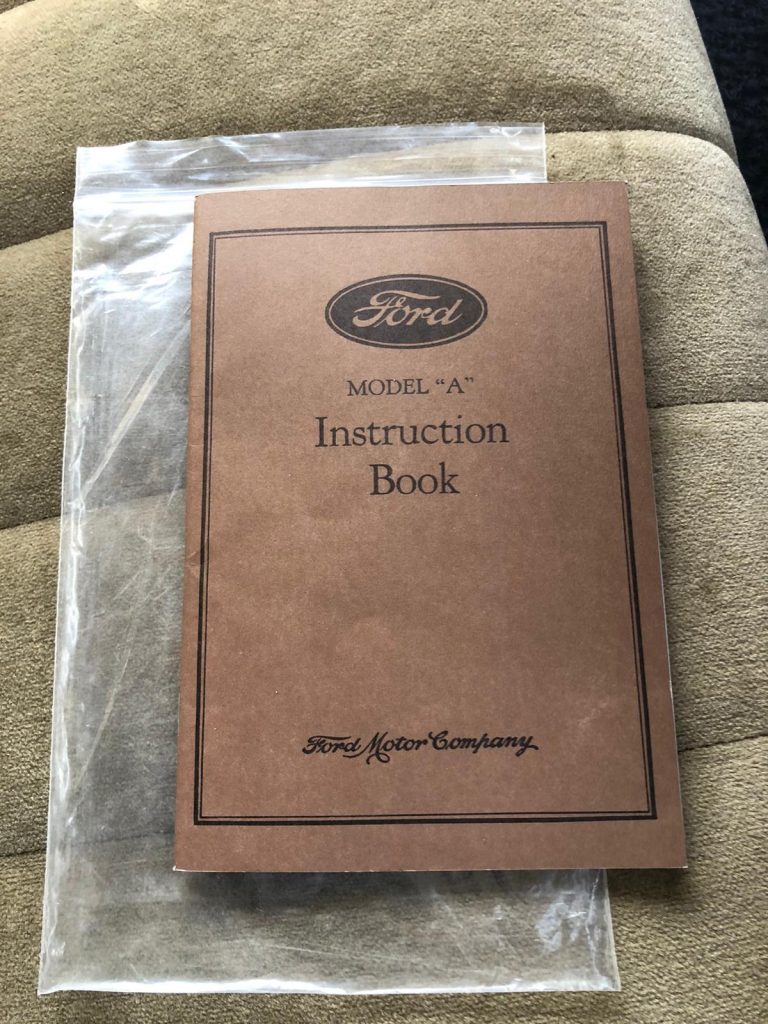 Ford
MODEL “A”
Instruction
Book
Ford Motor Company